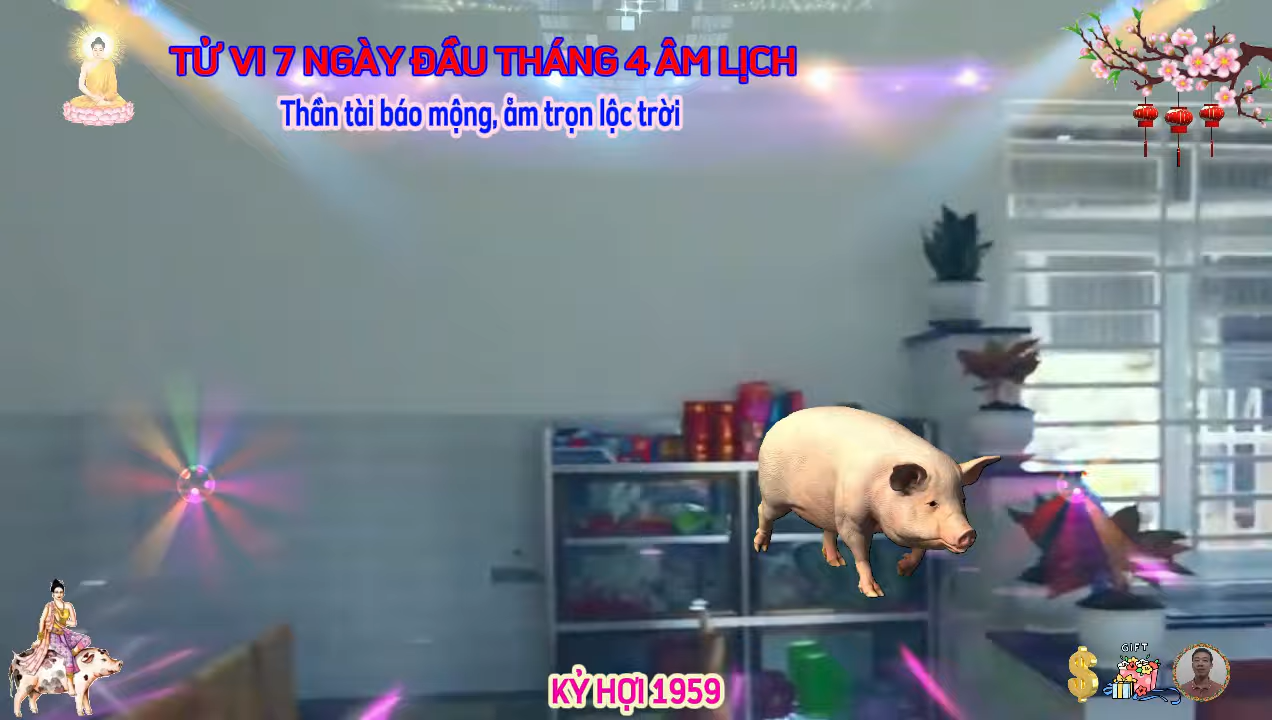 TỬ VI 7 NGÀY ĐẦU THÁNG 4 ÂM LỊCH
Thần tài báo mộng, ẵm trọn lộc trời
GIFT
KỶ HỢI 1959